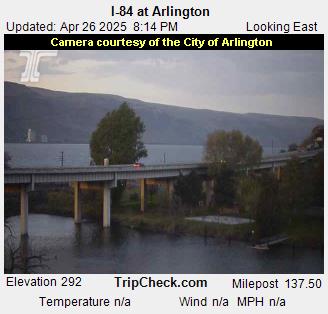 I-84 at Arlington
Updated: Apr 26 2025 8:14 PM Looking East
Camera courtesy of the City of Arlington
Elevation 292 TripCheck.com Milepost 137.50
Temperature n/a Wind n/a MPH n/a